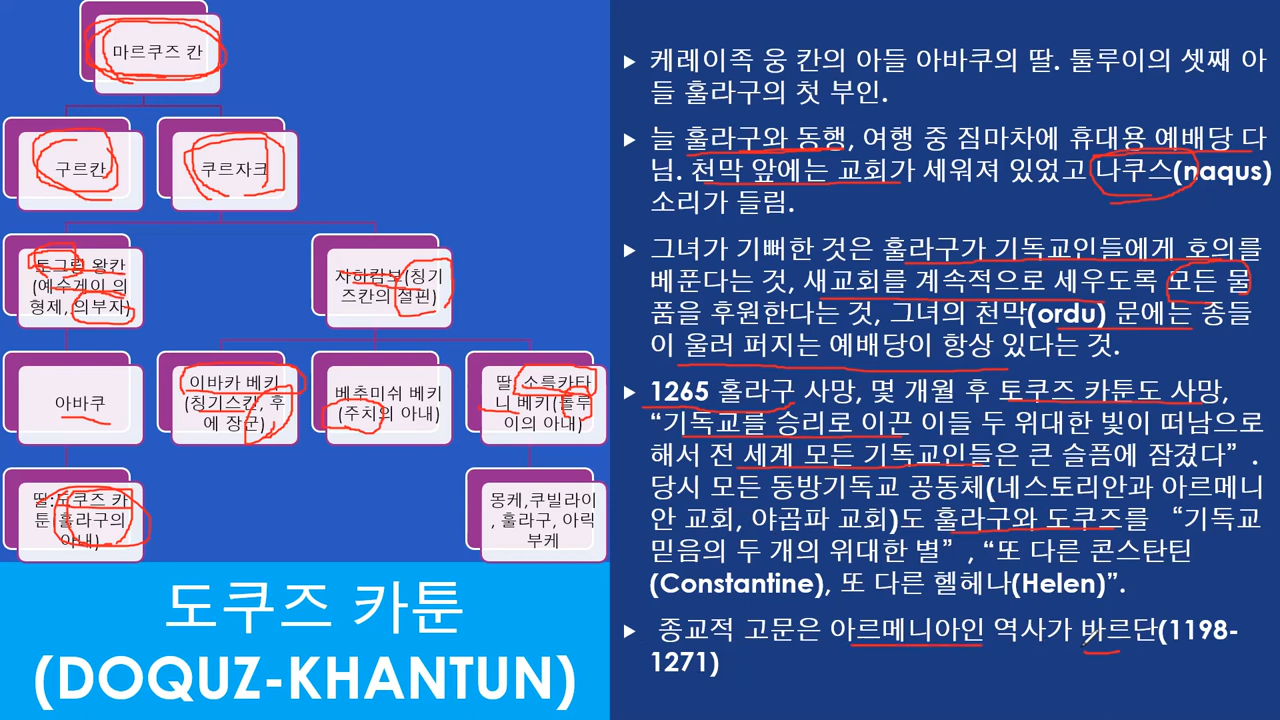 마르쿠즈 칸
구르칸
쿠르자크
토그릴 왕카
(예수게이 의
형제, 의부자)
자하캄보(칭기
즈칸의 절핀)
아바쿠
이바카 베키
(칭기스칸, 후
에 장군)
베추미쉬 베키
(주치의 아내)
딸, 소륵카타
니 베키(톨루
이의 아내)
딸:도쿠즈 카
툰 훌라구의
아내)
몽케,쿠빌라이
, 훌라구, 아릭
부케
도쿠즈 카툰
(DOQUZ-KHANTUN)
케레이족 웅 칸의 아들 아바쿠의 딸. 툴루이의 셋째 아
들 훌라구의 첫 부인.
늘 훌라구와 동행, 여행 중 짐마차에 휴대용 예배당 다
님. 천막 앞에는 교회가 세워져 있었고 나쿠스(naqus)
소리가 들림.
그녀가 기뻐한 것은 훌라구가 기독교인들에게 호의를
베푼다는 것, 새교회를 계속적으로 세우도록 모든 물
품을 후원한다는 것, 그녀의 천막(ordu) 문에는 종들
이 울러 퍼지는 예배당이 항상 있다는 것.
1265 홀라구 사망, 몇 개월 후 토쿠즈 카툰도 사망,
“기독교를 승리로 이끈 이들 두 위대한 빛이 떠남으로
해서 전 세계 모든 기독교인들은 큰 슬픔에 잠겼다” .
당시 모든 동방기독교 공동체(네스토리안과 아르메니
안 교회, 야곱파 교회)도 훌라구와 도쿠즈를 “기독교
믿음의 두 개의 위대한 별” , “또 다른 콘스탄틴
(Constantine), 또 다른 헬헤나(Helen)”.
종교적 고문은 아르메니아인 역사가 바르단(1198-
1271)